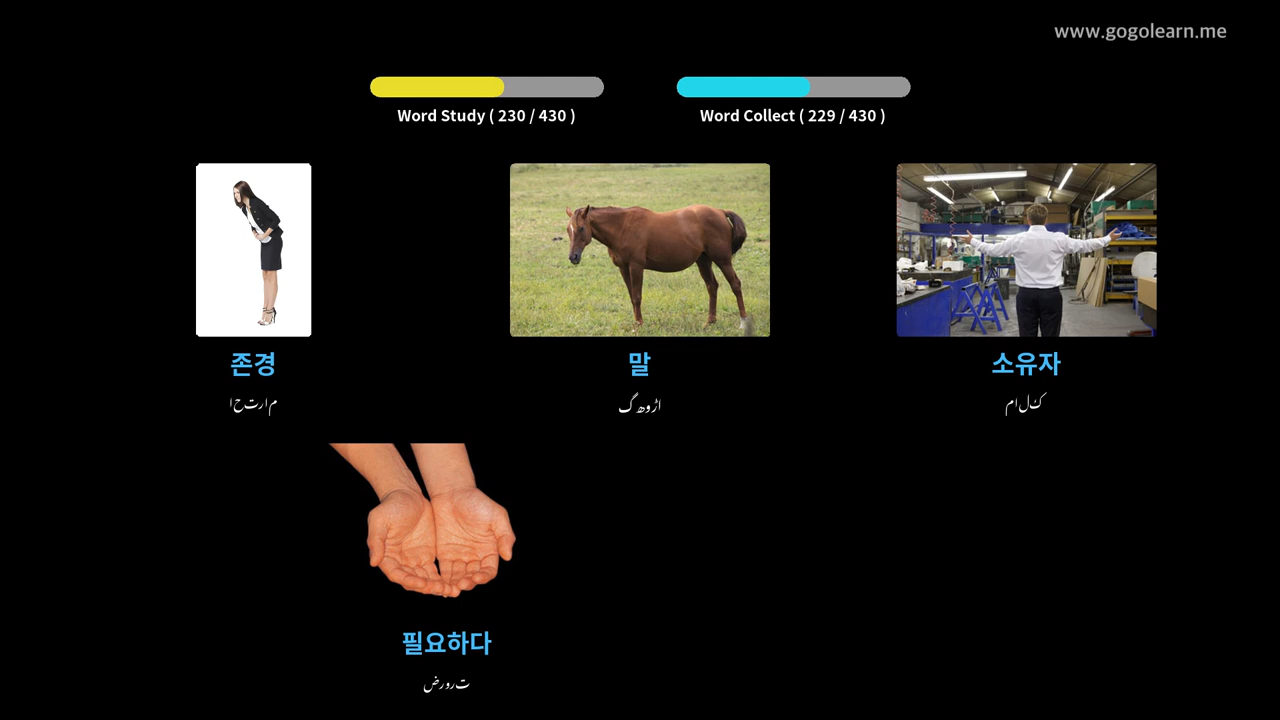 www.gogolearn.me
Word Study ( 230 / 430 )
Word Collect ( 229 / 430 )
존경
احترام
말
گھوڑا
소유자
مالک
필요하다
ضرورت